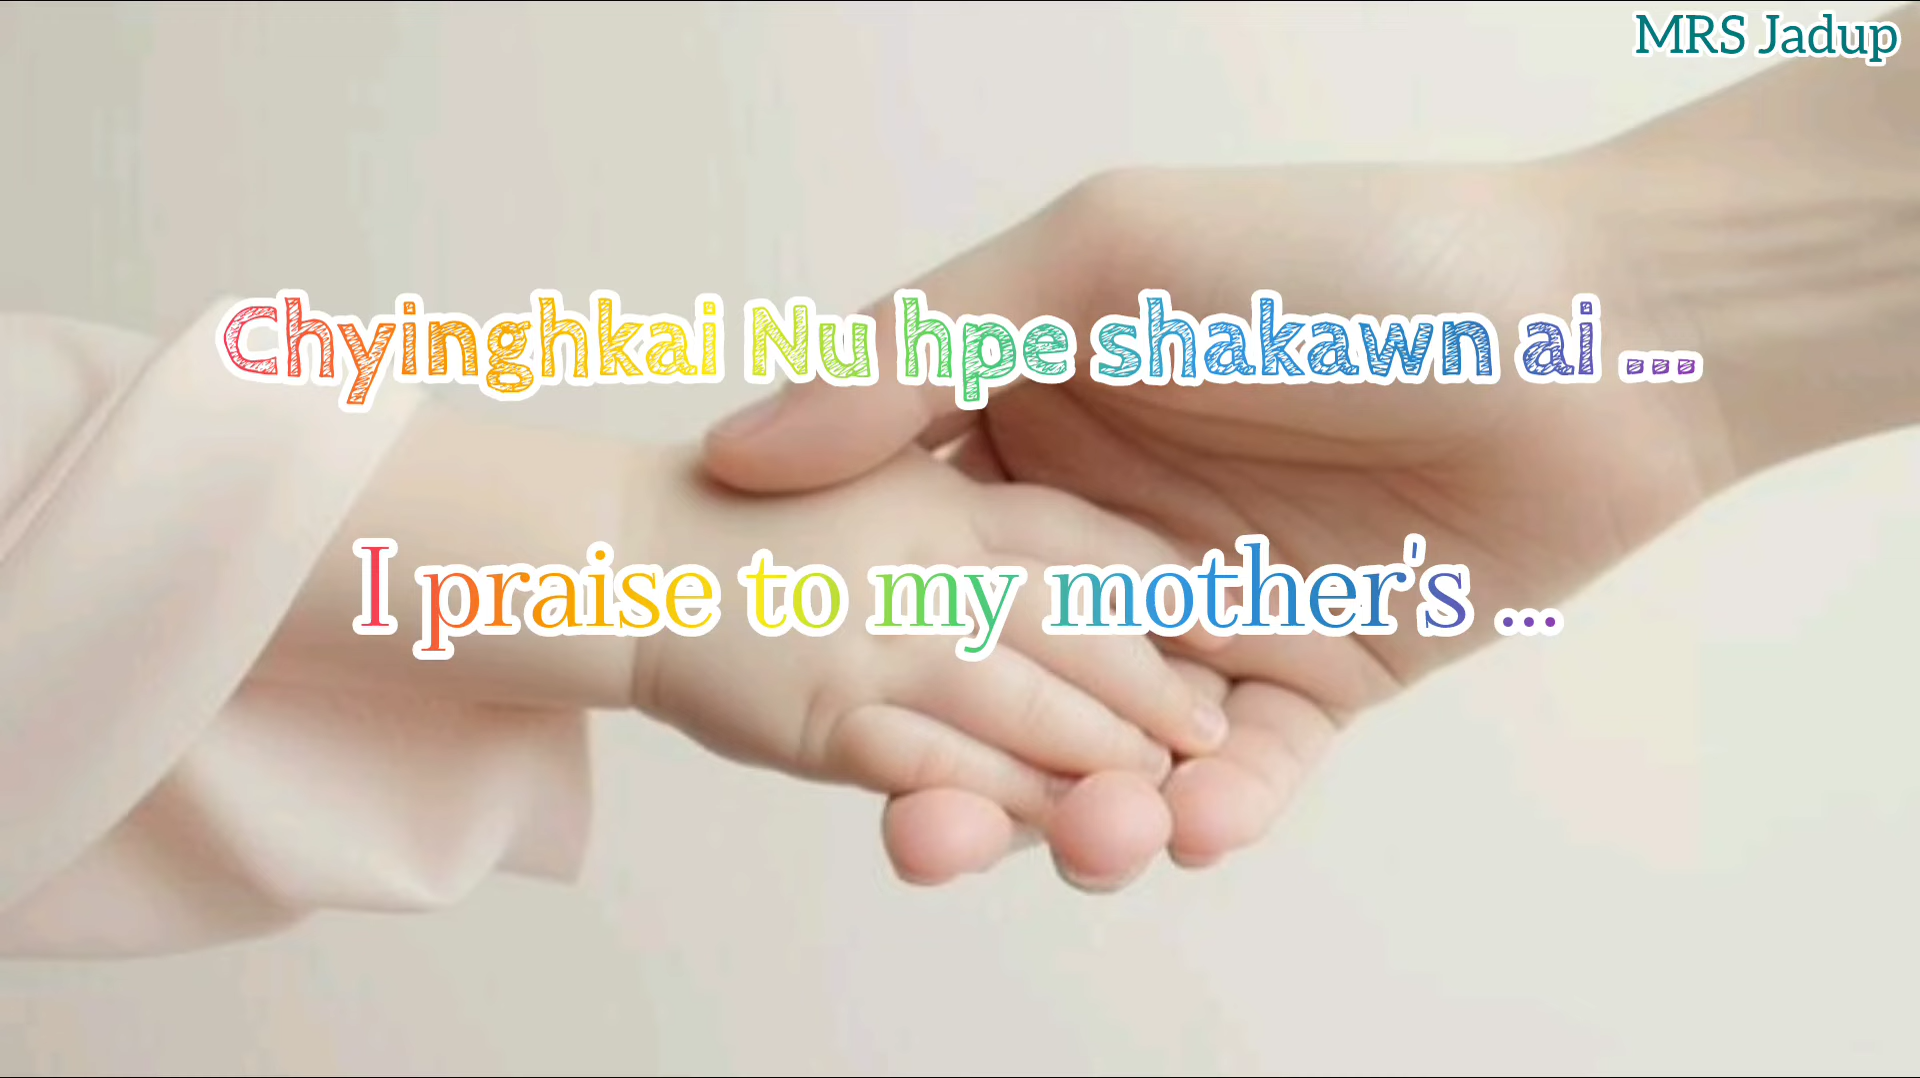 MRS Jadup
Chyinghkai Nu hpe shakawn ai ...
I praise to my mother's ...